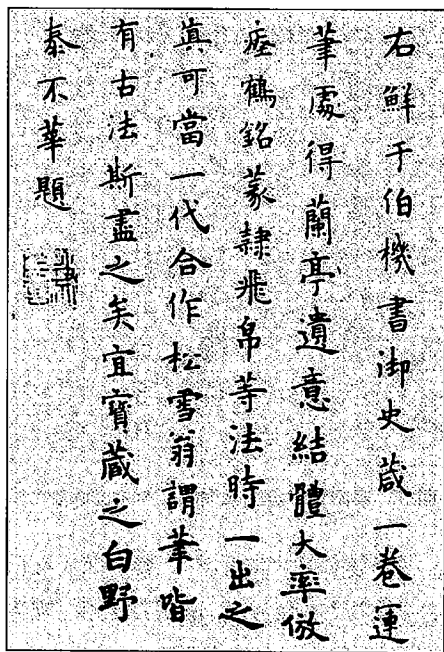 右鮮于伯機書御史葴一卷運
筆處得蘭亭遺意結體大率倣
瘞鶴銘篆隸飛帛等法時一出之
真可當一代合作松雪翁謂筆皆
有古法斯盡之矣宜寶藏之白野
泰不華題